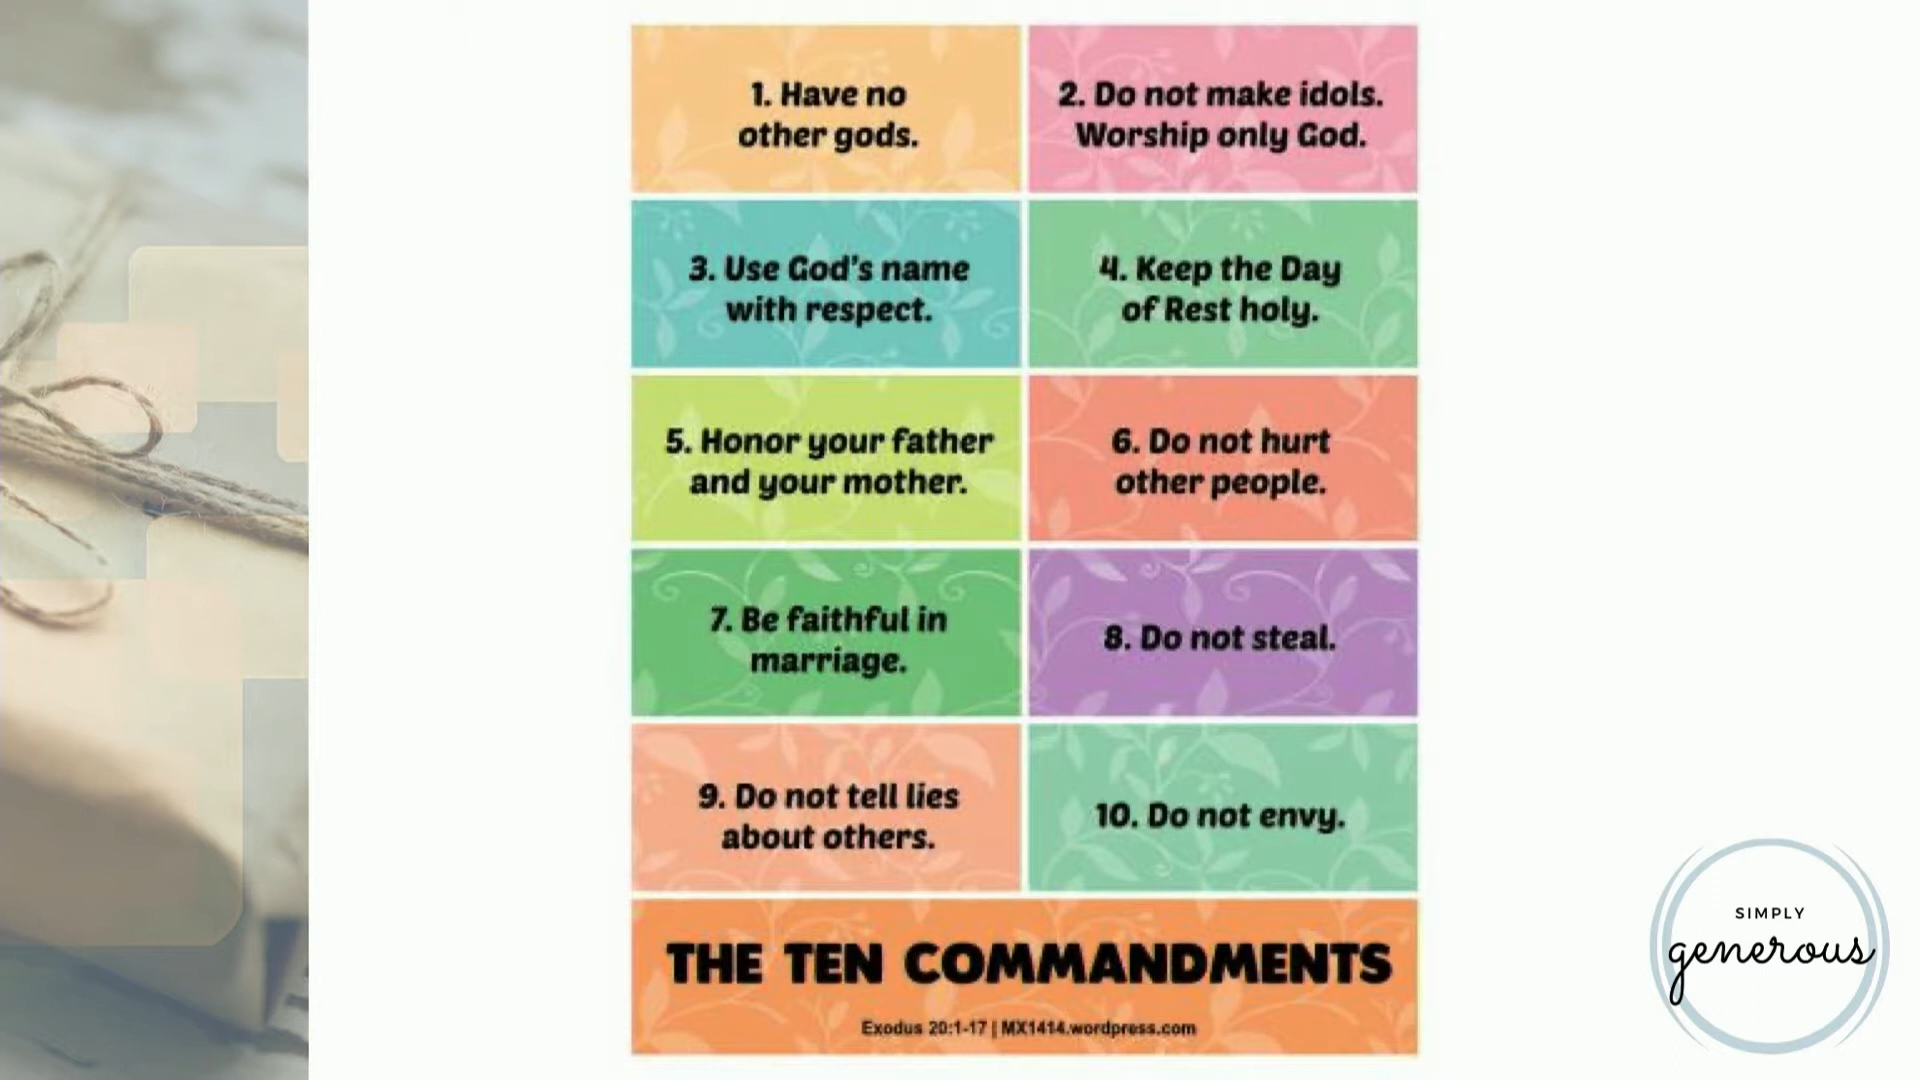 1. Have no
other gods.
2. Do not make idols.
Worship only God.
3. Use God's name
with respect.
4. Keep the Day
of Rest holy.
5. Honor your father
and your mother.
6. Do not hurt
other people.
7. Be faithful in
marriage.
8. Do not steal.
9. Do not tell lies
about others.
10. Do not envy.
THE TEN COMMANDMENTS
Exodus 20:1-17 | MX1414.wordpress.com
SIMPLY
generous